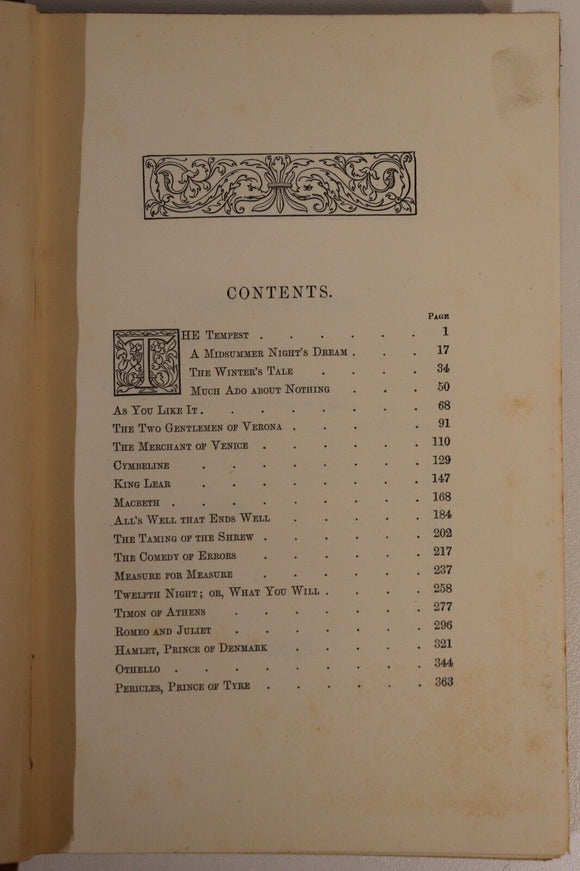 CONTENTS.
PAGE
THE TEMPEST . . . . . . 1
A MIDSUMMER NIGHT'S DREAM . . . 17
THE WINTER'S TALE . . . . 34
MUCH ADO ABOUT NOTHING . . . 50
AS YOU LIKE IT . . . . . . . 68
THE TWO GENTLEMEN OF VERONA . . . . 91
THE MERCHANT OF VENICE . . . . . 110
CYMBELINE . . . . . . . 129
KING LEAR . . . . . . . 147
MACBETH . . . . . . . . 168
ALL'S WELL THAT ENDS WELL . . . . 184
THE TAMING OF THE SHREW . . . . . 202
THE COMEDY OF ERRORS . . . . . 217
MEASURE FOR MEASURE . . . . . 237
TWELFTH NIGHT; OR, WHAT YOU WILL . . . . 258
TIMON OF ATHENS . . . . . . 277
ROMEO AND JULIET . . . . . . 296
HAMLET, PRINCE OF DENMARK . . . . 321
OTHELLO . . . . . . . . 344
PERICLES, PRINCE OF TYRE . . . . . 363